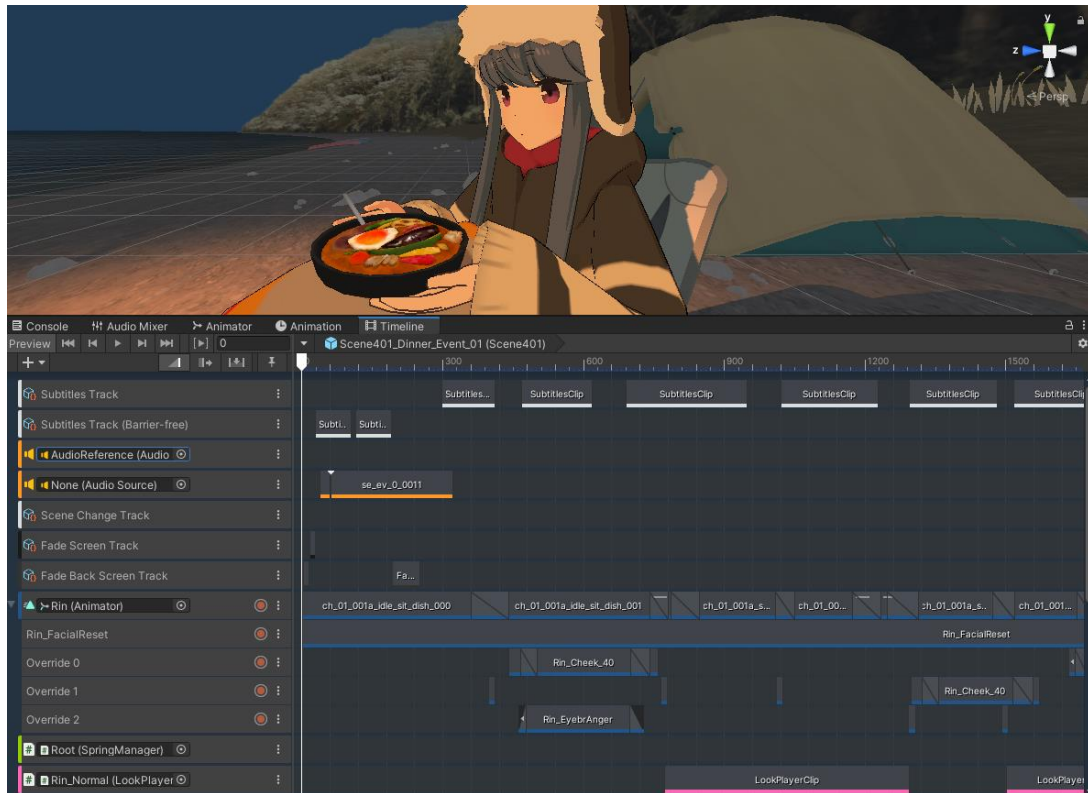 y
z
Persp
Console Audio Mixer Animator Animation Timeline
Preview 0 Scene401_Dinner_Event_01 (Scene401)
300 600 900 1200 1500
Subtitles Track Subtitles... SubtitlesClip SubtitlesClip SubtitlesClip SubtitlesClip SubtitlesClip
Subtitles Track (Barrier-free) Subti.. Subti..
AudioReference (Audio
None (Audio Source) se_ev_0_0011
Scene Change Track
Fade Screen Track
Fade Back Screen Track Fa...
Rin (Animator) ch_01_001a_idle_sit_dish_000 ch_01_001a_idle_sit_dish_001 ch_01_001a_s... ch_01_00... ch_01_001a_s.. ch_01_001...
Rin_FacialReset Rin_FacialReset
Override 0 Rin_Cheek_40
Override 1 Rin_Cheek_40
Override 2 Rin_EyebrAnger
# Root (SpringManager)
# Rin_Normal (LookPlayer LookPlayerClip LookPlayer